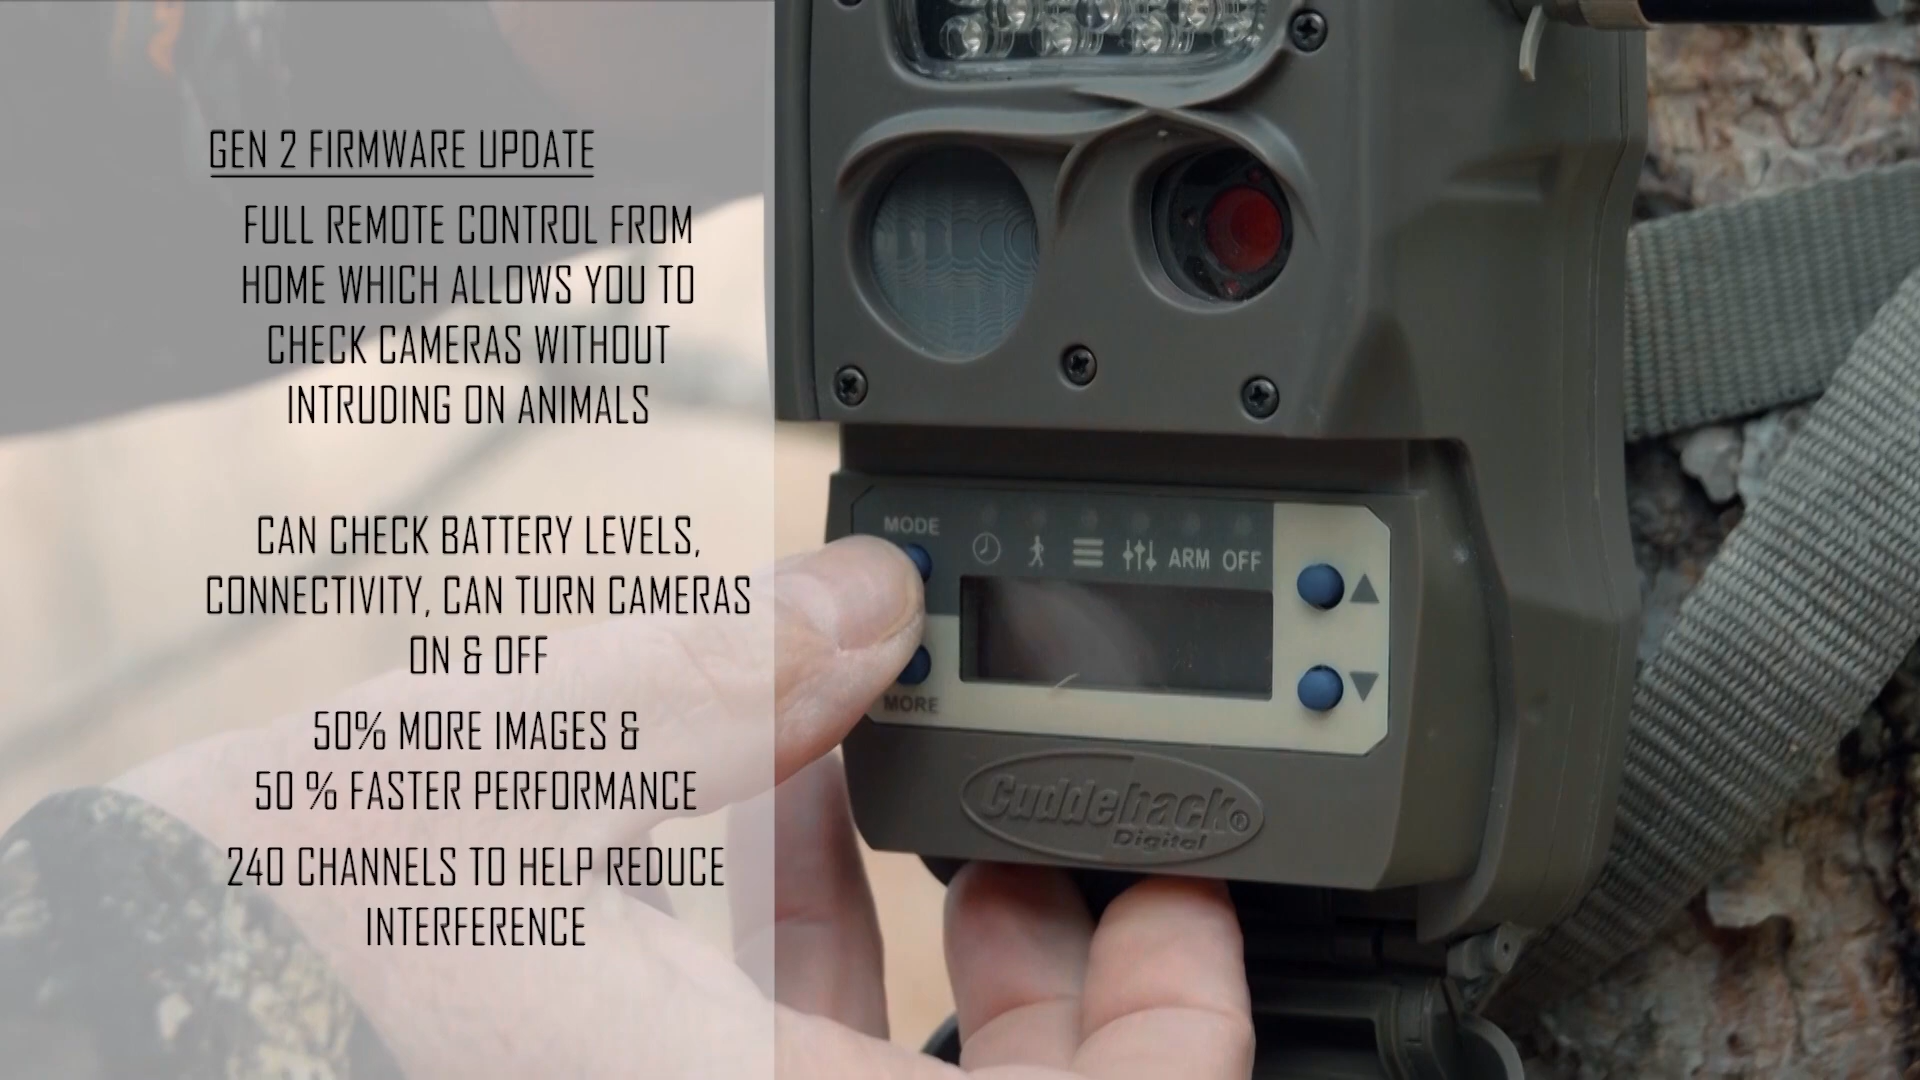 GEN 2 FIRMWARE UPDATE
FULL REMOTE CONTROL FROM
HOME WHICH ALLOWS YOU TO
CHECK CAMERAS WITHOUT
INTRUDING ON ANIMALS
CAN CHECK BATTERY LEVELS,
CONNECTIVITY, CAN TURN CAMERAS
ON & OFF
50% MORE IMAGES &
50 % FASTER PERFORMANCE
240 CHANNELS TO HELP REDUCE
INTERFERENCE
MODE
ARM OFF
MORE
Cuddeback®
Digital